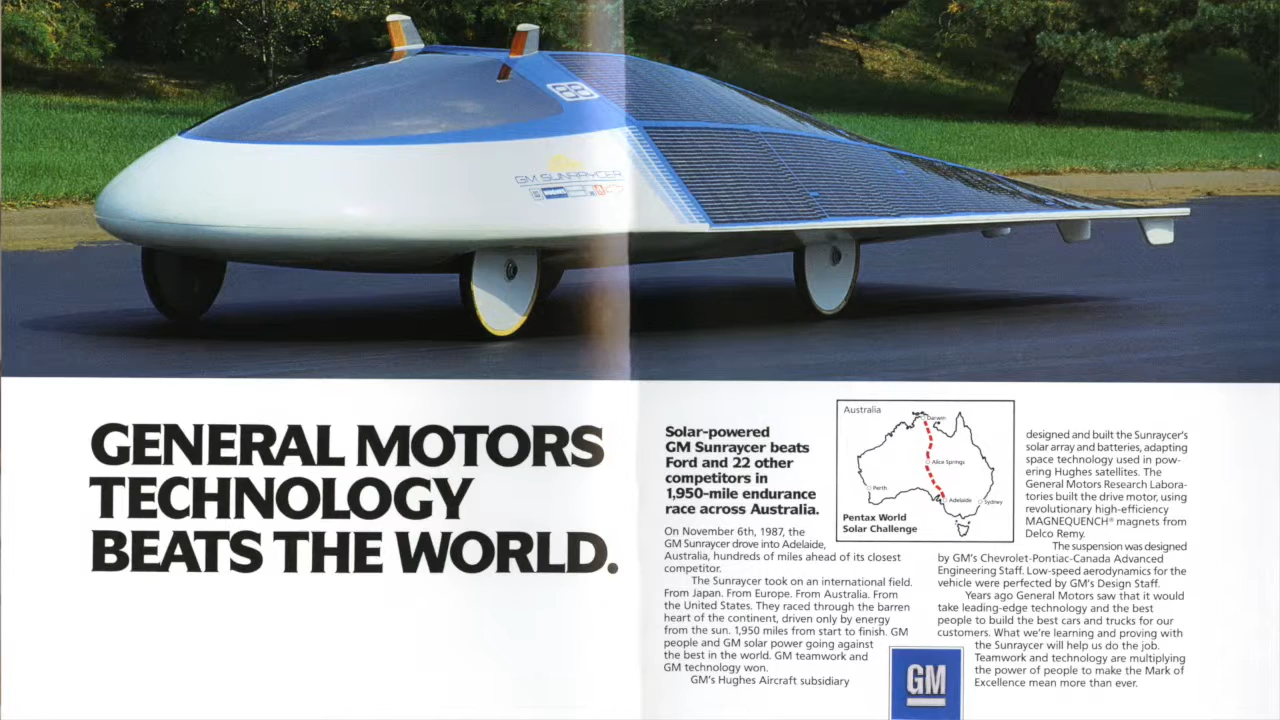 GM SUNRAYCER
GENERAL MOTORS
TECHNOLOGY
BEATS THE WORLD.
Solar-powered
GM Sunraycer beats
Ford and 22 other
competitors in
1,950-mile endurance
race across Australia.
On November 6th, 1987, the
GM Sunraycer drove into Adelaide,
Australia, hundreds of miles ahead of its closest
competitor.
The Sunraycer took on an international field.
From Japan. From Europe. From Australia. From
the United States. They raced through the barren
heart of the continent, driven only by energy
from the sun. 1,950 miles from start to finish. GM
people and GM solar power going against
the best in the world. GM teamwork and
GM technology won.
GM's Hughes Aircraft subsidiary
Australia
Darwin
Alice Springs
Perth
Adelaide
Sydney
Pentax World
Solar Challenge
designed and built the Sunraycer's
solar array and batteries, adapting
space technology used in pow-
ering Hughes satellites. The
General Motors Research Labora-
tories built the drive motor, using
revolutionary high-efficiency
MAGNEQUENCH® magnets from
Delco Remy.
The suspension was designed
by GM's Chevrolet-Pontiac-Canada Advanced
Engineering Staff. Low-speed aerodynamics for the
vehicle were perfected by GM's Design Staff.
Years ago General Motors saw that it would
take leading-edge technology and the best
people to build the best cars and trucks for our
customers. What we're learning and proving with
the Sunraycer will help us do the job.
Teamwork and technology are multiplying
the power of people to make the Mark of
Excellence mean more than ever.
GM